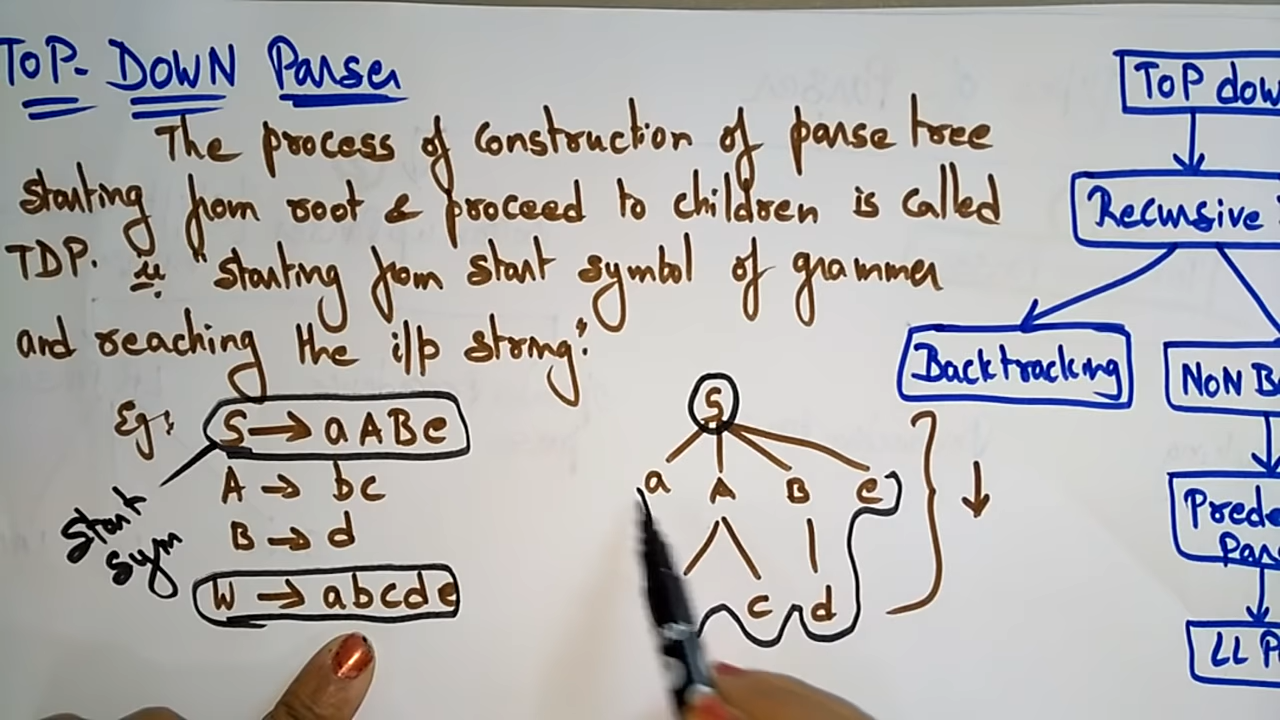 TOP-DOWN Parser
The process of construction of parse tree
starting from root & proceed to children is called
TDP. ie "starting from start symbol of grammer
and reaching the i/p string."
Eg:
S → aABe
A → bc
B → d
W → abcde
Start
Sym
S
a A B e
c d
TOP dow
Recursive
Backtracking
NON B
Prede
Pars
LL P